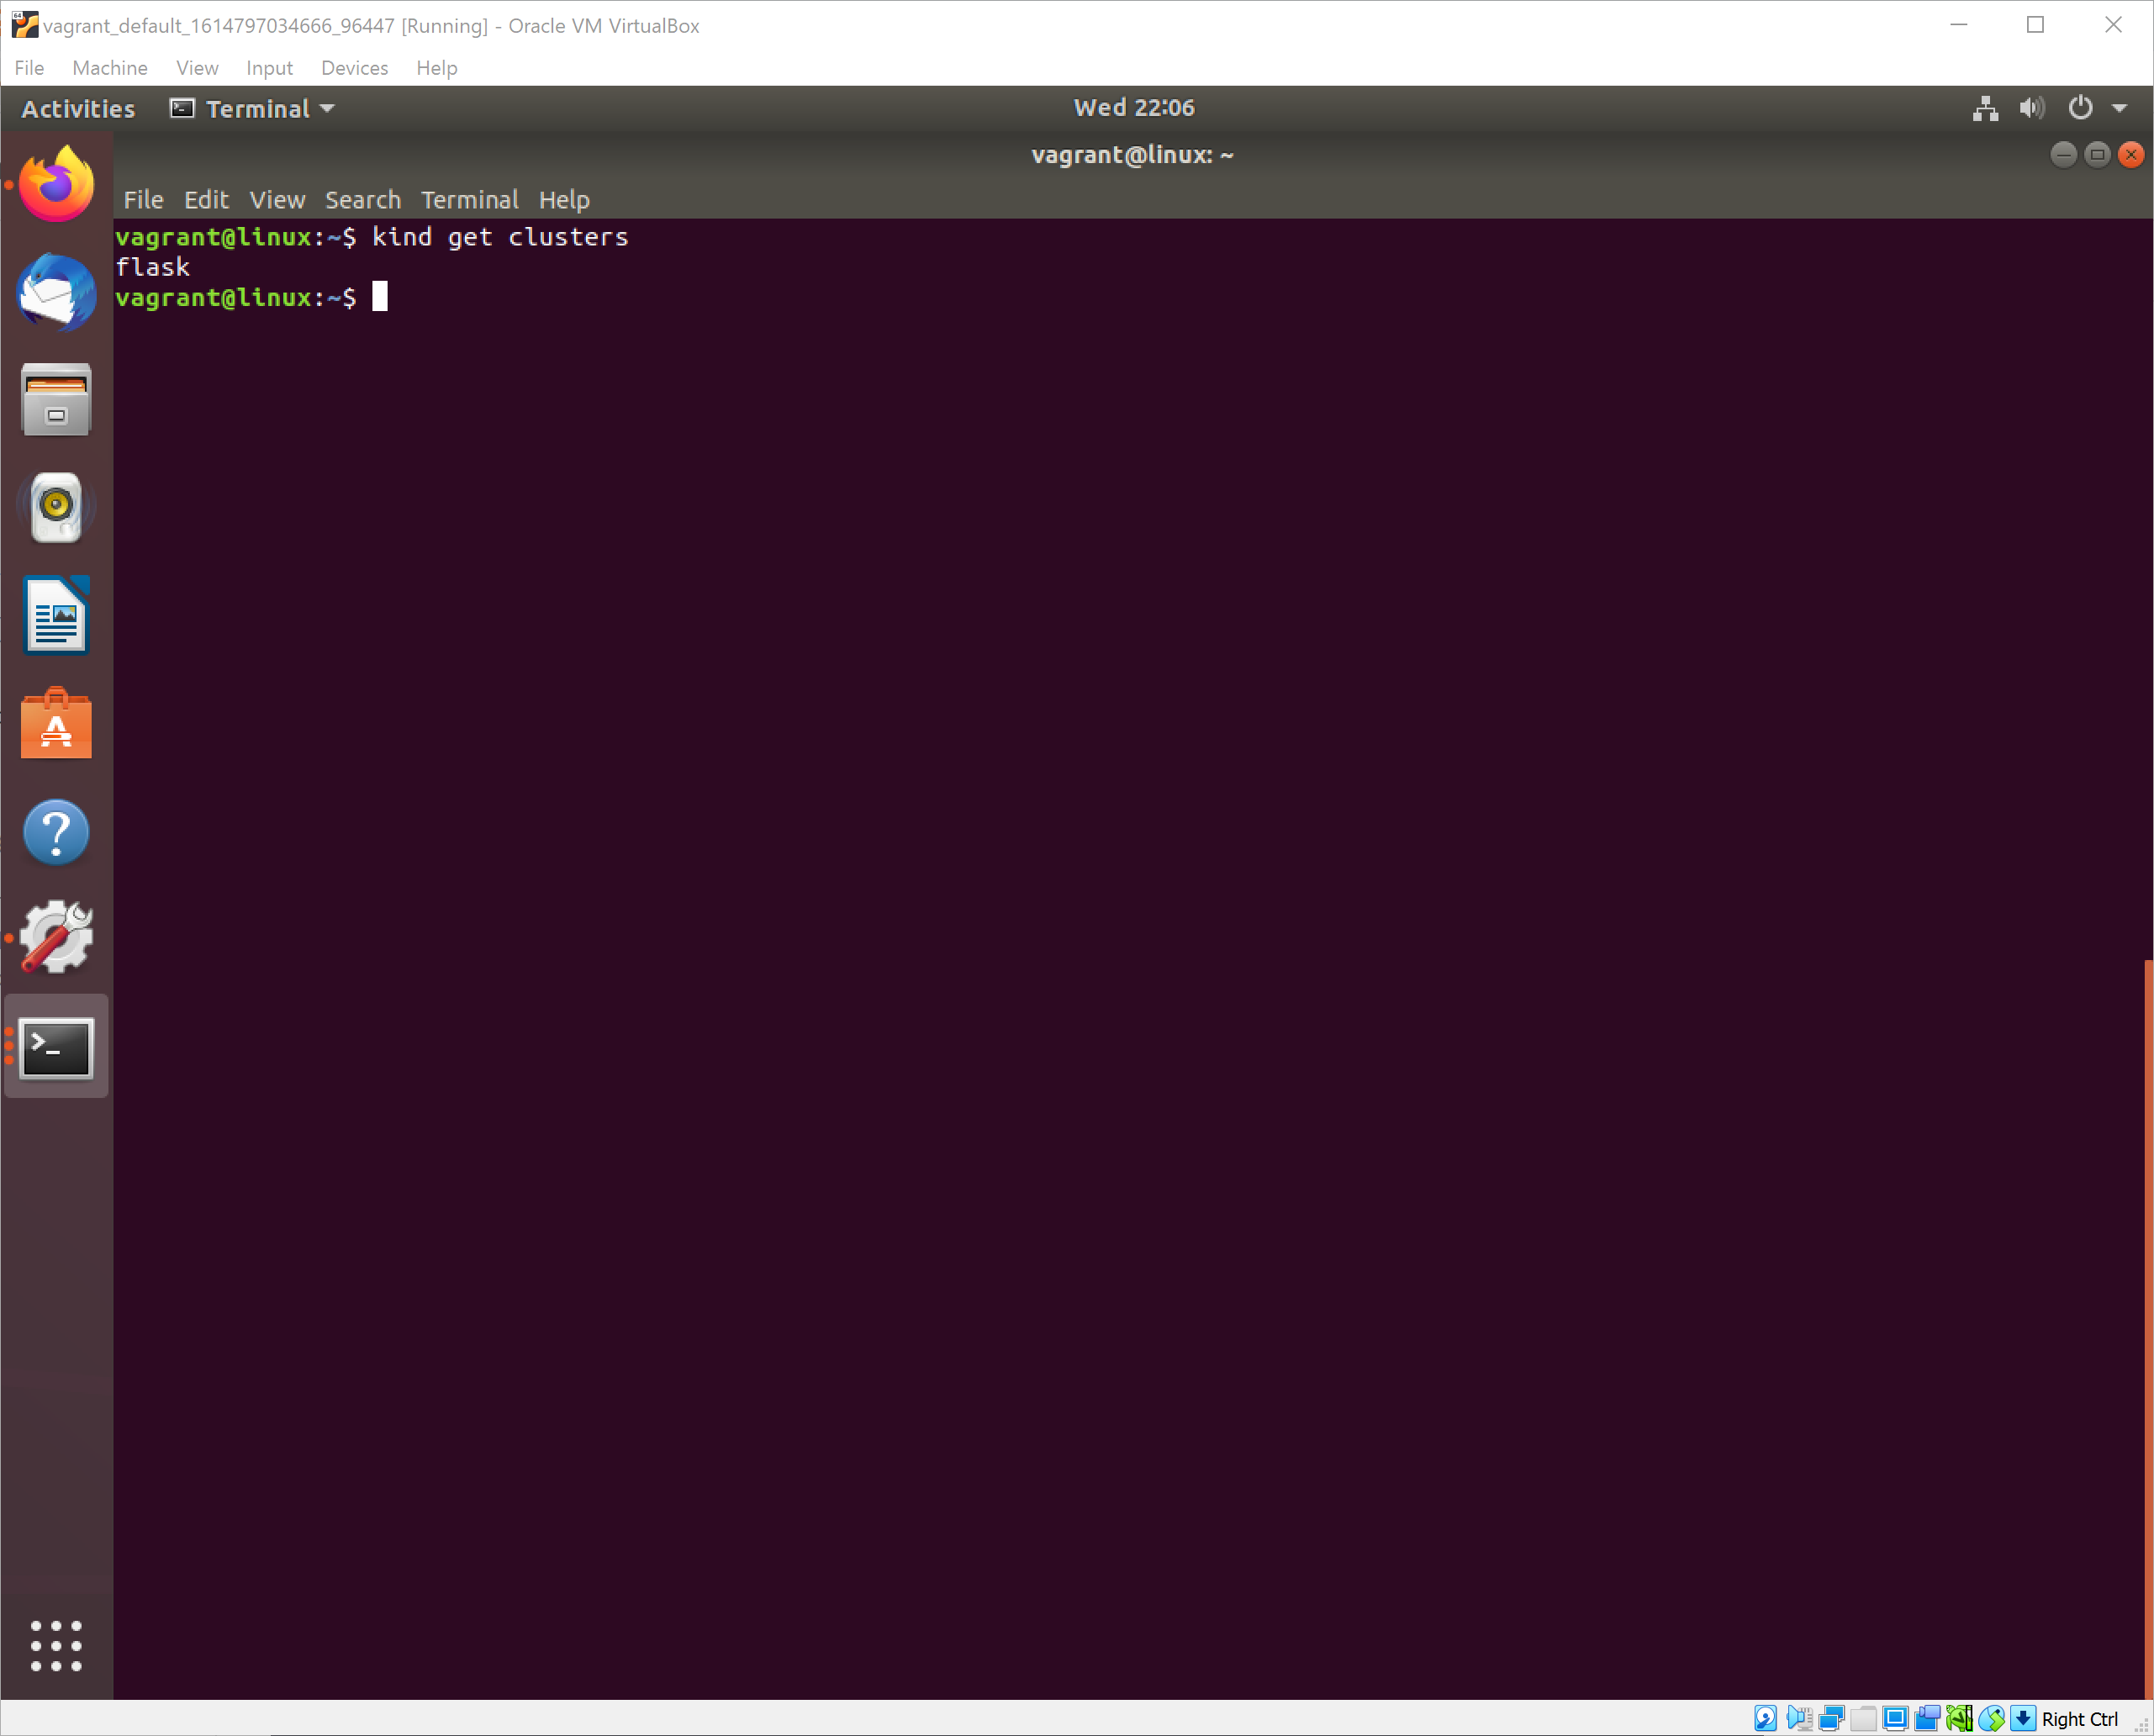 vagrant_default_1614797034666_96447 [Running] - Oracle VM VirtualBox
File Machine View Input Devices Help
Activities Terminal Wed 22:06
vagrant@linux: ~
File Edit View Search Terminal Help
vagrant@linux:~$ kind get clusters
flask
vagrant@linux:~$
Right Ctrl